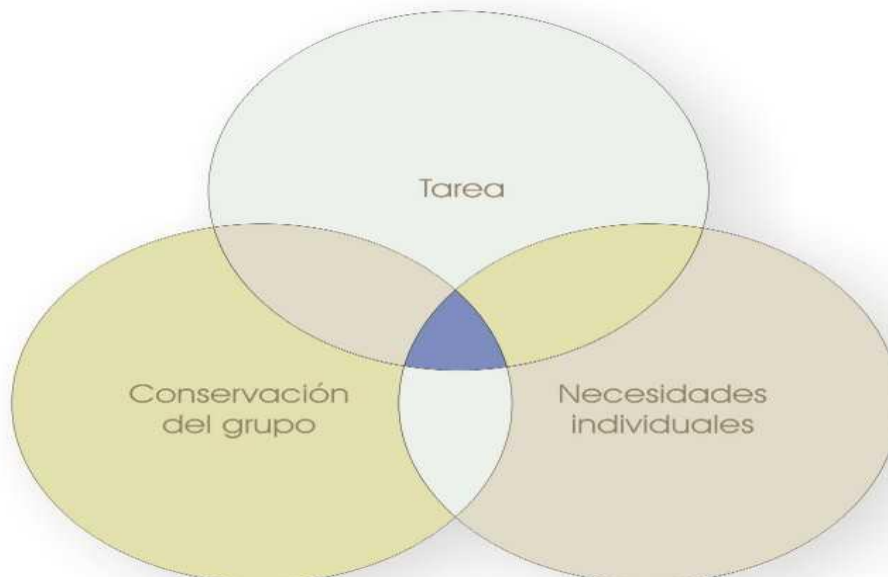 Tarea
Conservación
del grupo
Necesidades
individuales